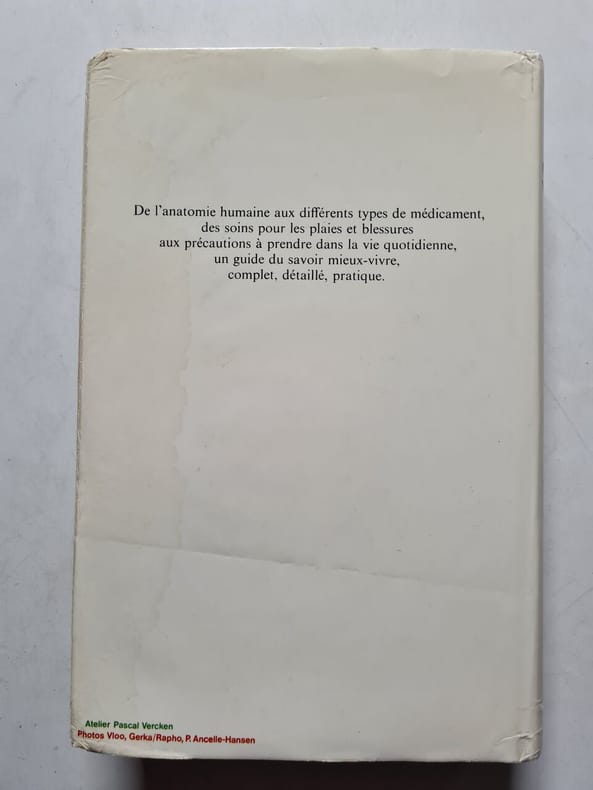 De l'anatomie humaine aux différents types de médicament,
des soins pour les plaies et blessures
aux précautions à prendre dans la vie quotidienne,
un guide du savoir mieux-vivre,
complet, détaillé, pratique.
Atelier Pascal Vercken
Photos Vloo, Gerka/Rapho, P. Ancelle-Hansen